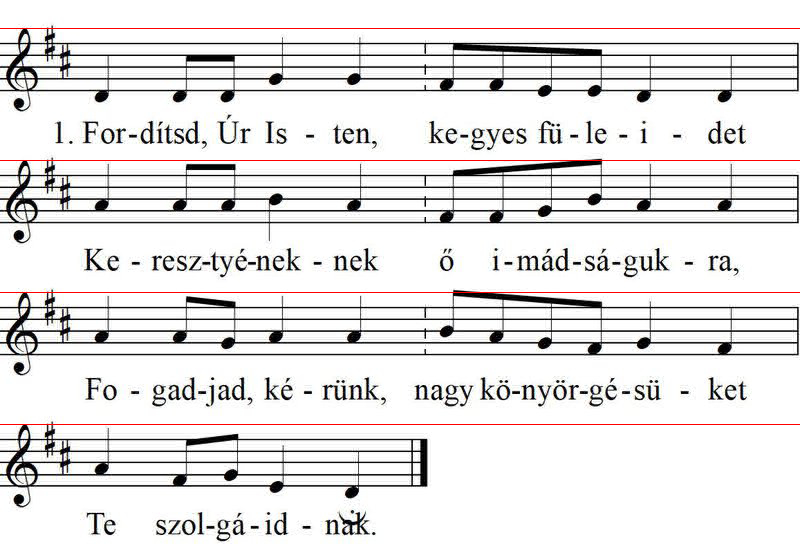 1. For-dítsd, Úr Is - ten, ke-gyes fü - le - i - det
Ke - resz-tyé-nek - nek ő i-mád-sá-guk - ra,
Fo - gad-jad, ké - rünk, nagy kö-nyör-gé-sü - ket
Te szol-gá-id - nak.